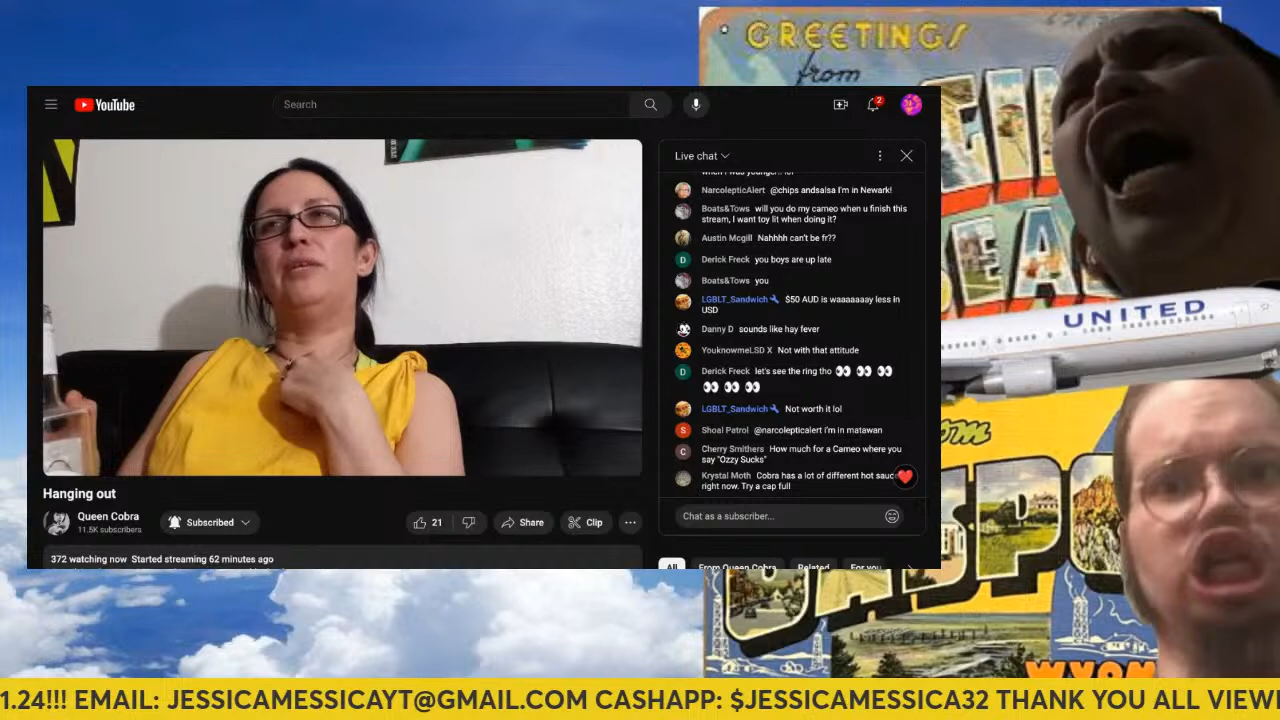 GREETINGS
from
YouTube
Search
2
Live chat
when I was younger.. lol
NarcolepticAlert @chips andsalsa I'm in Newark!
Boats&Tows will you do my cameo when u finish this
stream, I want toy lit when doing it?
Austin Mcgill Nahhhh can't be fr??
Derick Freck you boys are up late
Boats&Tows you
LGBLT_Sandwich $50 AUD is waaaaaaay less in
USD
Danny D sounds like hay fever
YouknowmeLSD X Not with that attitude
Derick Freck let's see the ring tho
LGBLT_Sandwich Not worth it lol
Shoal Patrol @narcolepticalert i'm in matawan
Cherry Smithers How much for a Cameo where you
say "Ozzy Sucks"
Krystal Moth Cobra has a lot of different hot sauc
right now. Try a cap full
Chat as a subscriber...
D
D
S
C
UNITED
Hanging out
Queen Cobra
11.5K subscribers
Subscribed
21
Share
Clip
372 watching now Started streaming 62 minutes ago
All From Queen Cobra Related For you
1.24!!! EMAIL: JESSICAMESSICAYT@GMAIL.COM CASHAPP: $JESSICAMESSICA32 THANK YOU ALL VIEW